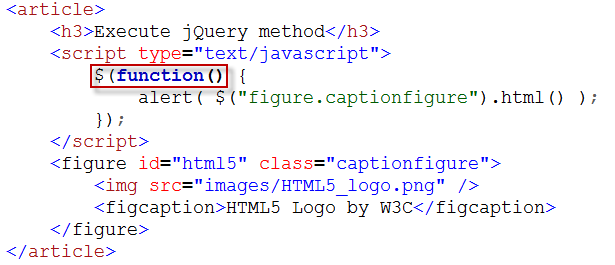 <article>
    <h3>Execute jQuery method</h3>
    <script type="text/javascript">
        $(function() {
            alert( $("figure.captionfigure").html() );
        });
    </script>
    <figure id="html5" class="captionfigure">
        <img src="images/HTML5_logo.png" />
        <figcaption>HTML5 Logo by W3C</figcaption>
    </figure>
</article>